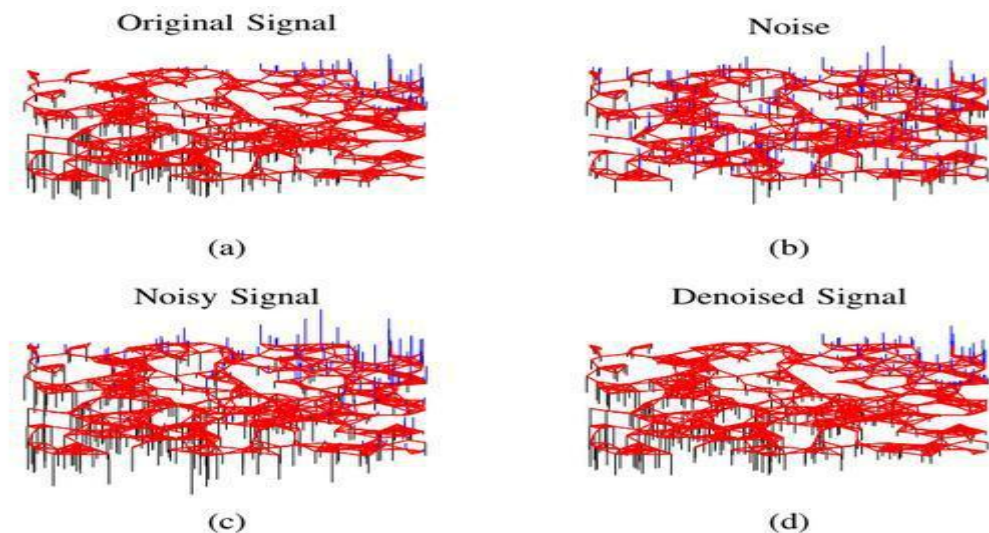 Original Signal
Noise
(a)
(b)
Noisy Signal
Denoised Signal
(c)
(d)